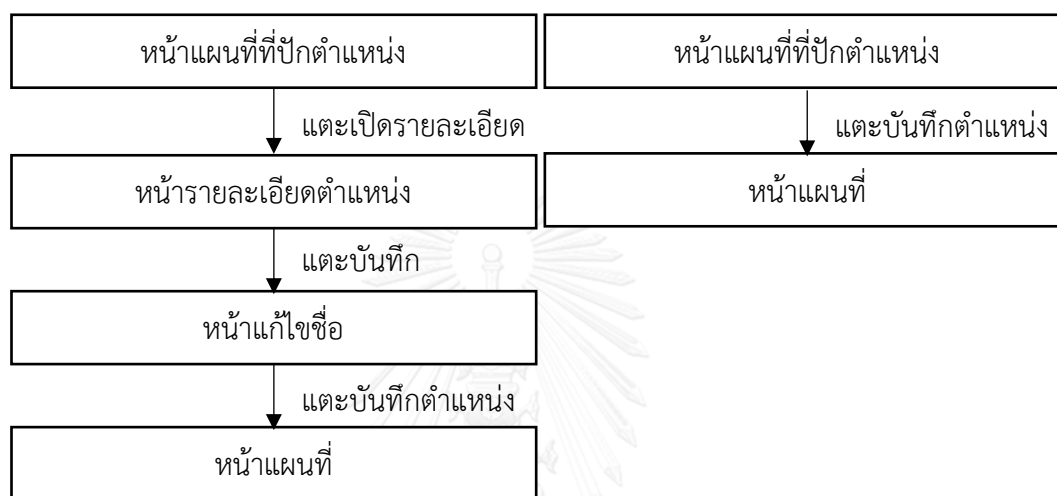 หน้าแผนที่ที่ปักตำแหน่ง
แตะเปิดรายละเอียด
หน้ารายละเอียดตำแหน่ง
แตะบันทึก
หน้าแก้ไขชื่อ
แตะบันทึกตำแหน่ง
หน้าแผนที่
หน้าแผนที่ที่ปักตำแหน่ง
แตะบันทึกตำแหน่ง
หน้าแผนที่